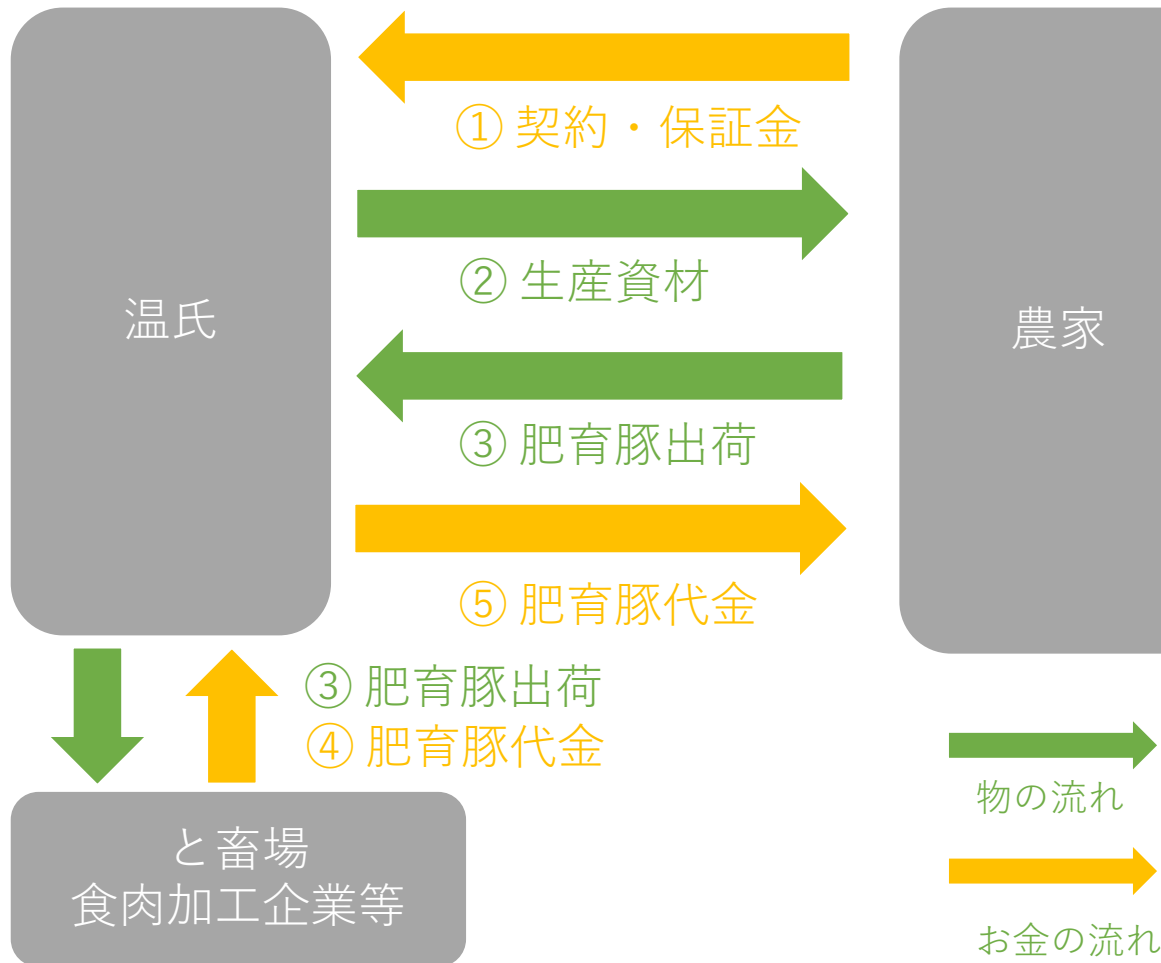 ① 契約・保証金
② 生産資材
温氏
農家
③ 肥育豚出荷
⑤ 肥育豚代金
③ 肥育豚出荷
④ 肥育豚代金
物の流れ
と畜場
食肉加工企業等
お金の流れ